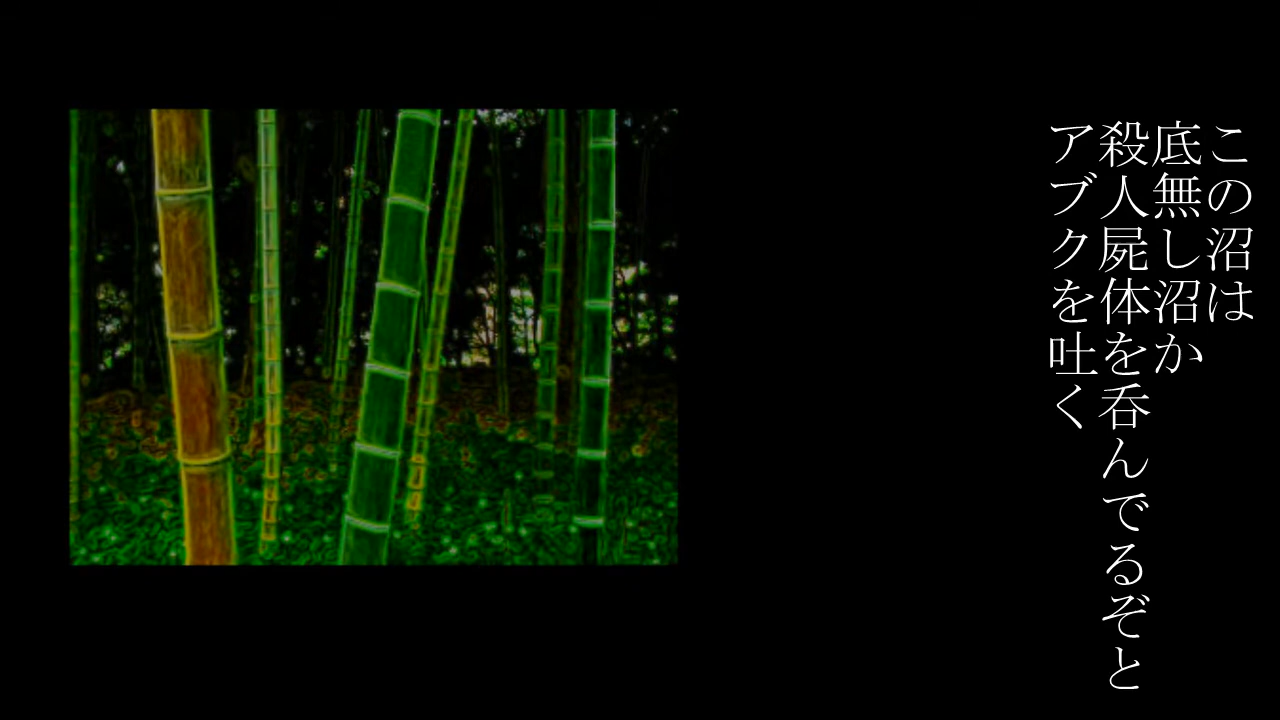 この沼は
底無し沼か
殺人屍体を呑んでるぞと
アブクを吐く